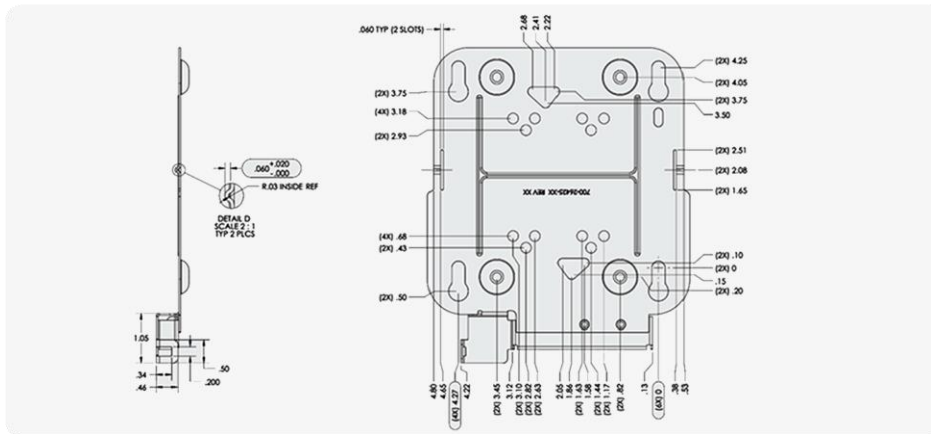 2.68
2.41
2.22
.060 TYP (2 SLOTS)
(2X) 4.25
(2X) 4.05
(2X) 3.75
(2X) 3.75
3.50
(4X) 3.18
(2X) 2.93
(2X) 2.51
(2X) 2.08
(2X) 1.65
.060 +.020 -.000
R.03 INSIDE REF
DETAIL D
SCALE 2 : 1
TYP 2 PLCS
700-26425-XX REV XX
(4X) .68
(2X) .43
(2X) .10
(2X) 0
.15
(2X) .20
(2X) .50
1.05
.34
.46
.50
.200
4.80
4.65
(4X) 4.27
4.22
(2X) 3.45
3.12
(2X) 3.10
(2X) 2.82
(2X) 2.63
2.05
1.86
(2X) 1.63
1.58
(2X) 1.44
(2X) 1.17
(2X) .82
.13
(6X) 0
.38
.53